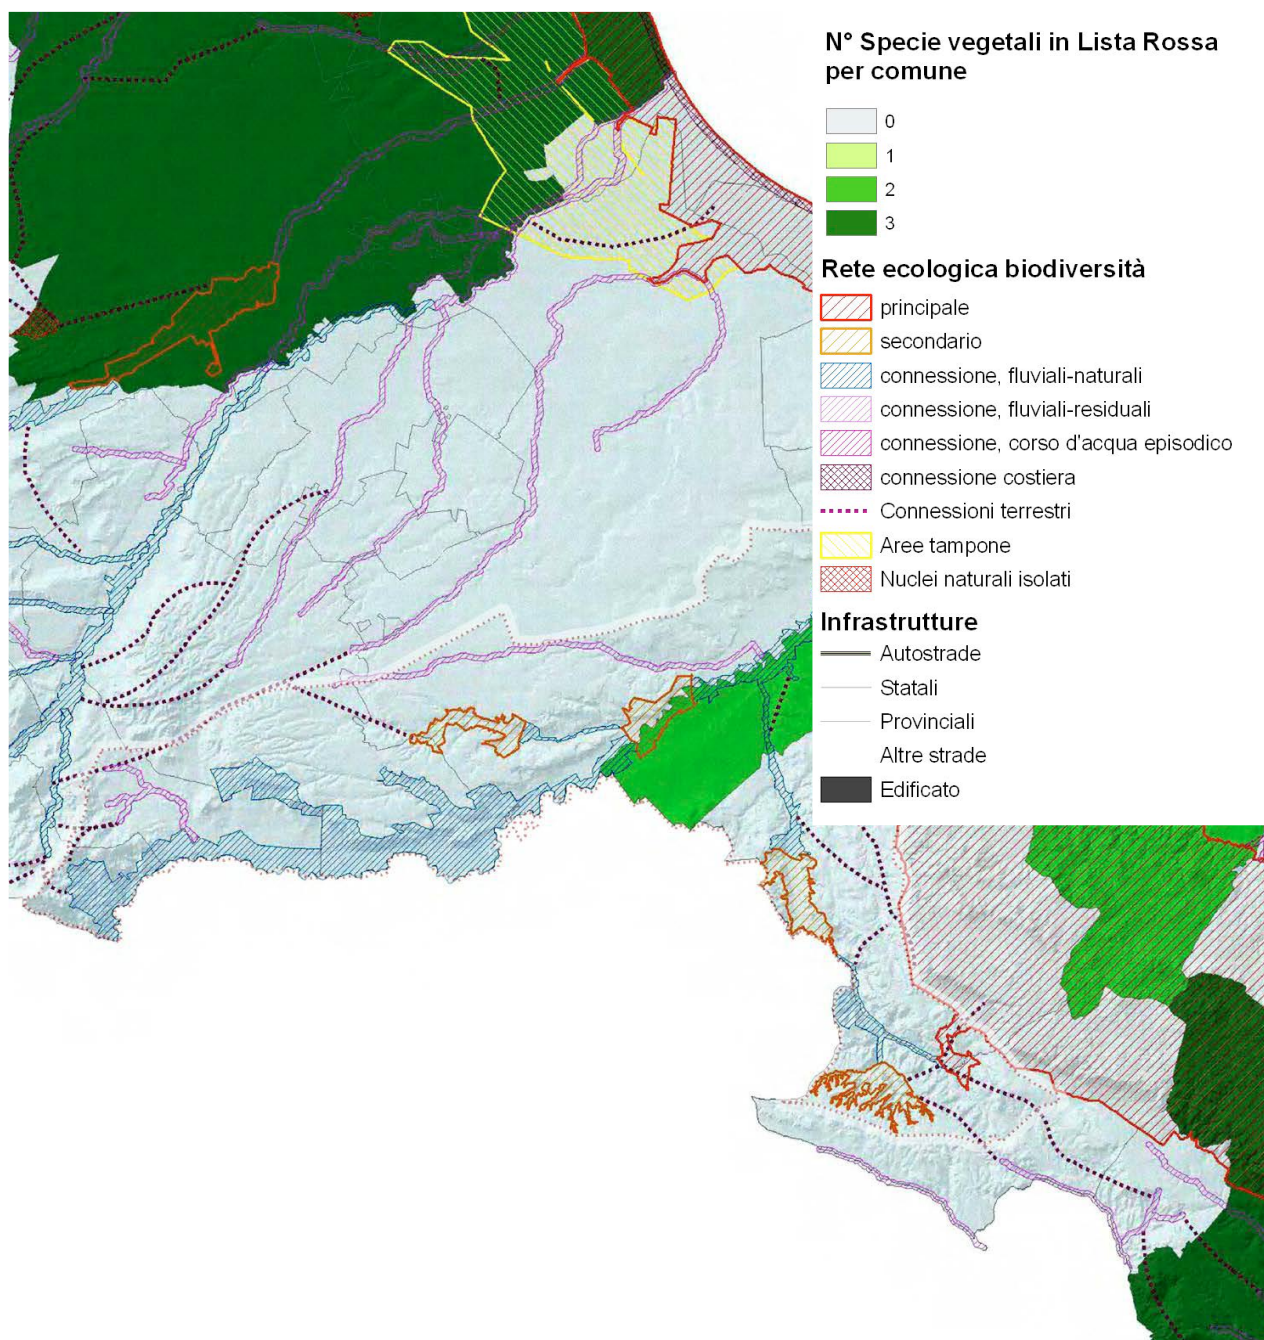 N° Specie vegetali in Lista Rossa
per comune
0
1
2
3
Rete ecologica biodiversità
principale
secondario
connessione, fluviali-naturali
connessione, fluviali-residuali
connessione, corso d'acqua episodico
connessione costiera
Connessioni terrestri
Aree tampone
Nuclei naturali isolati
Infrastrutture
Autostrade
Statali
Provinciali
Altre strade
Edificato